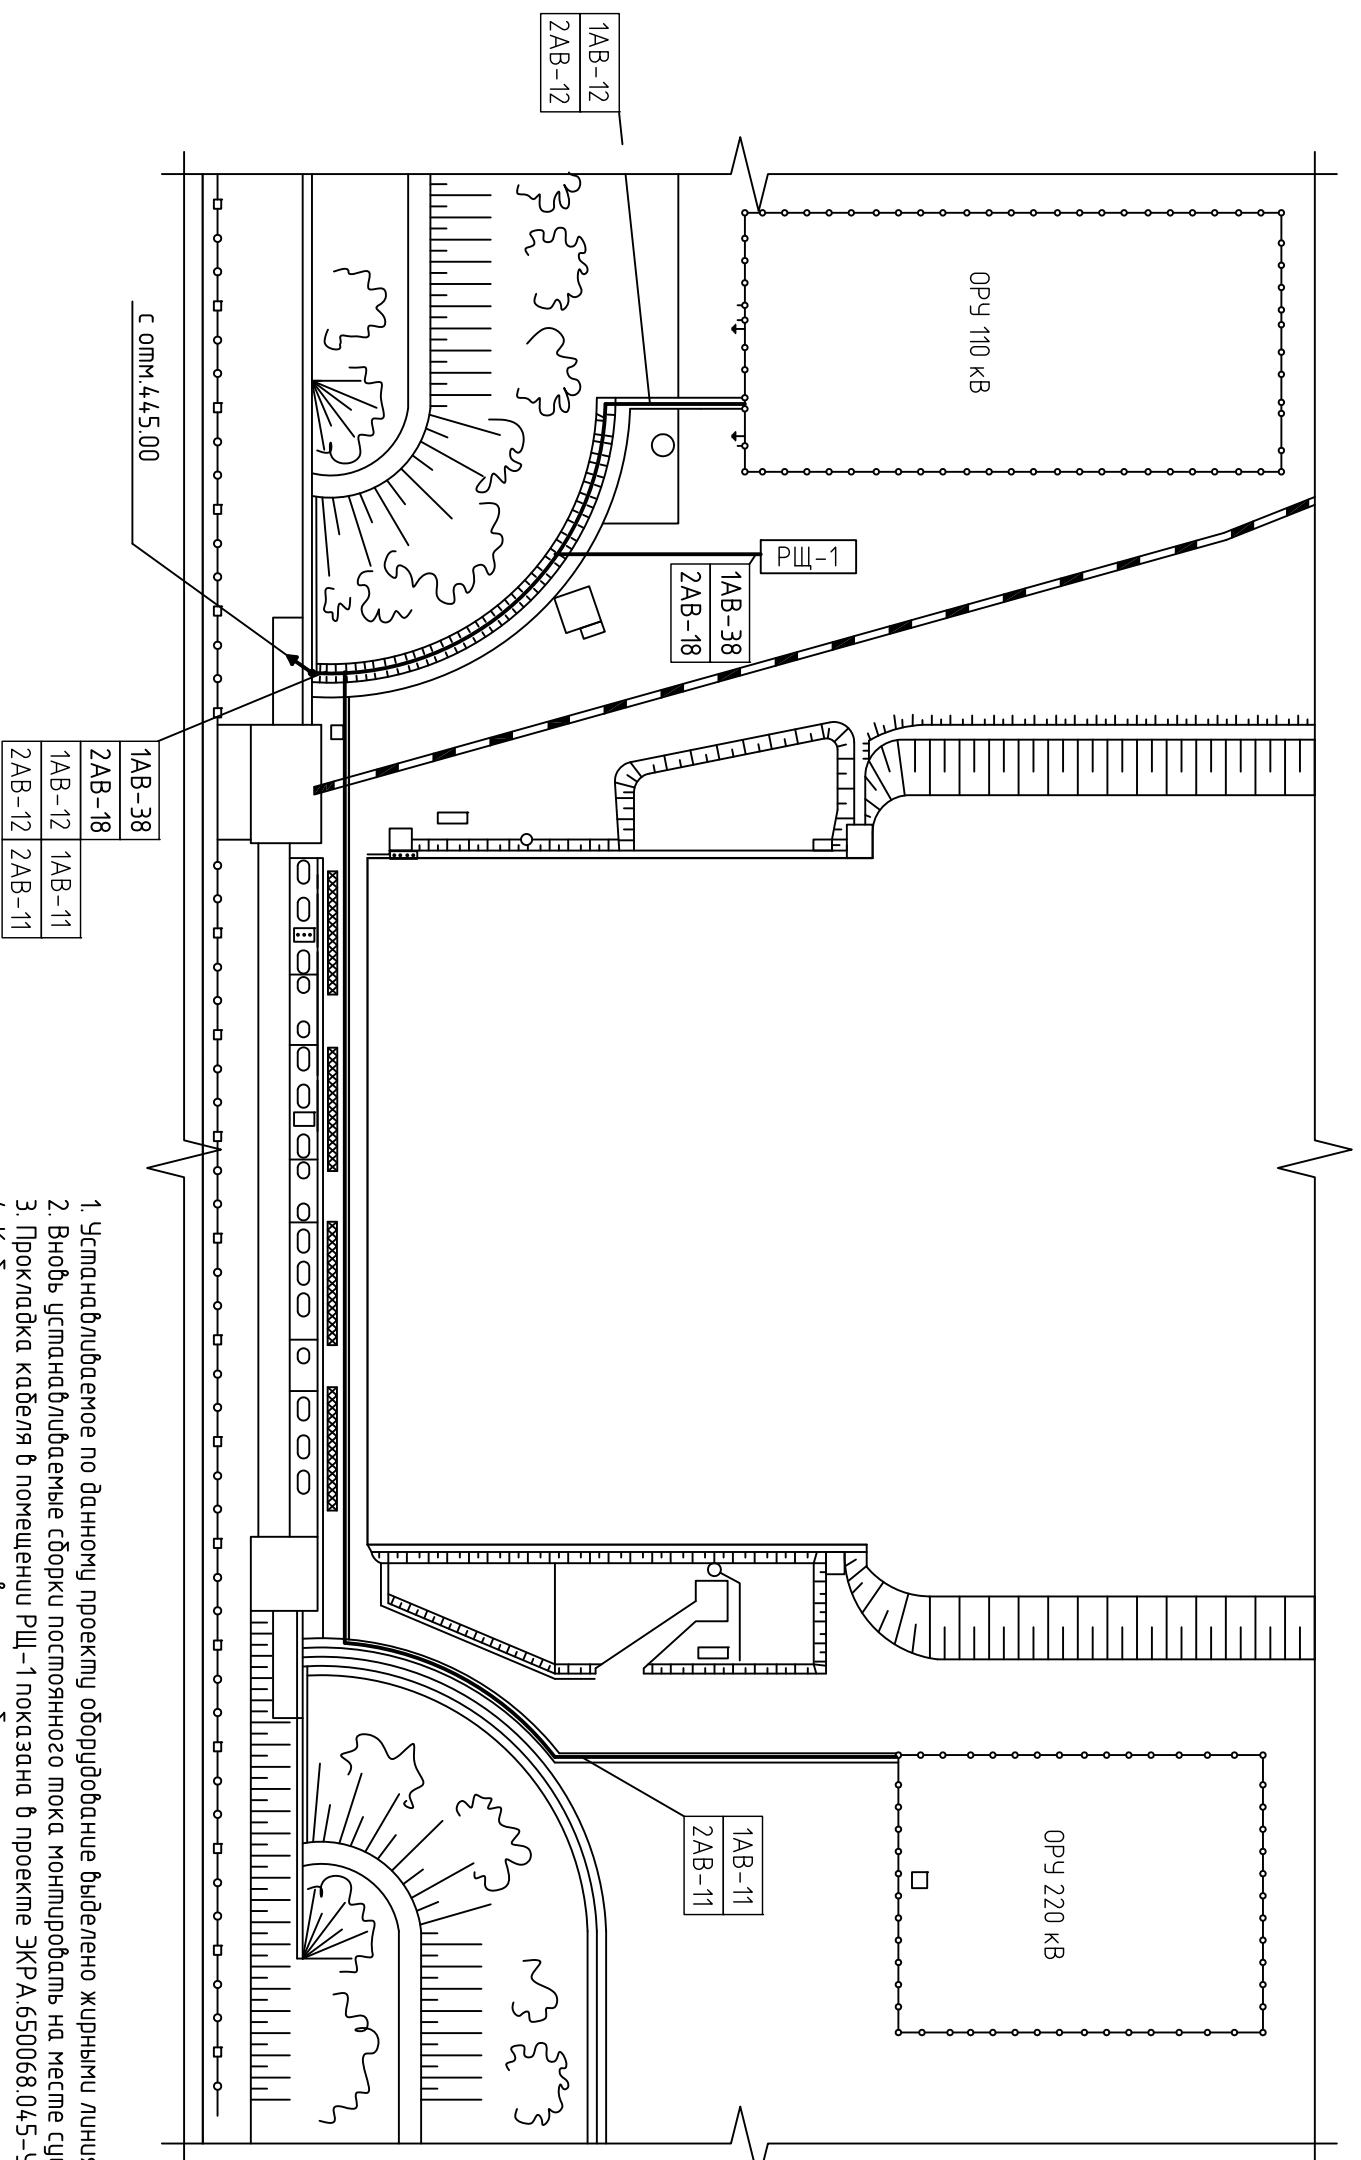 1АВ-12
2АВ-12
ОРУ 110 кВ
с отм.445.00
РЩ-1
1АВ-38
2АВ-18
1АВ-38
2АВ-18
1АВ-12 1АВ-11
2АВ-12 2АВ-11
1АВ-11
2АВ-11
ОРУ 220 кВ
1. Устанавливаемое по данному проекту оборудование выделено жирными
2. Вновь устанавливаемые сборки постоянного тока монтировать на месте
3. Прокладка кабеля в помещении РЩ-1 показана в проекте ЭКРА.650068.045-